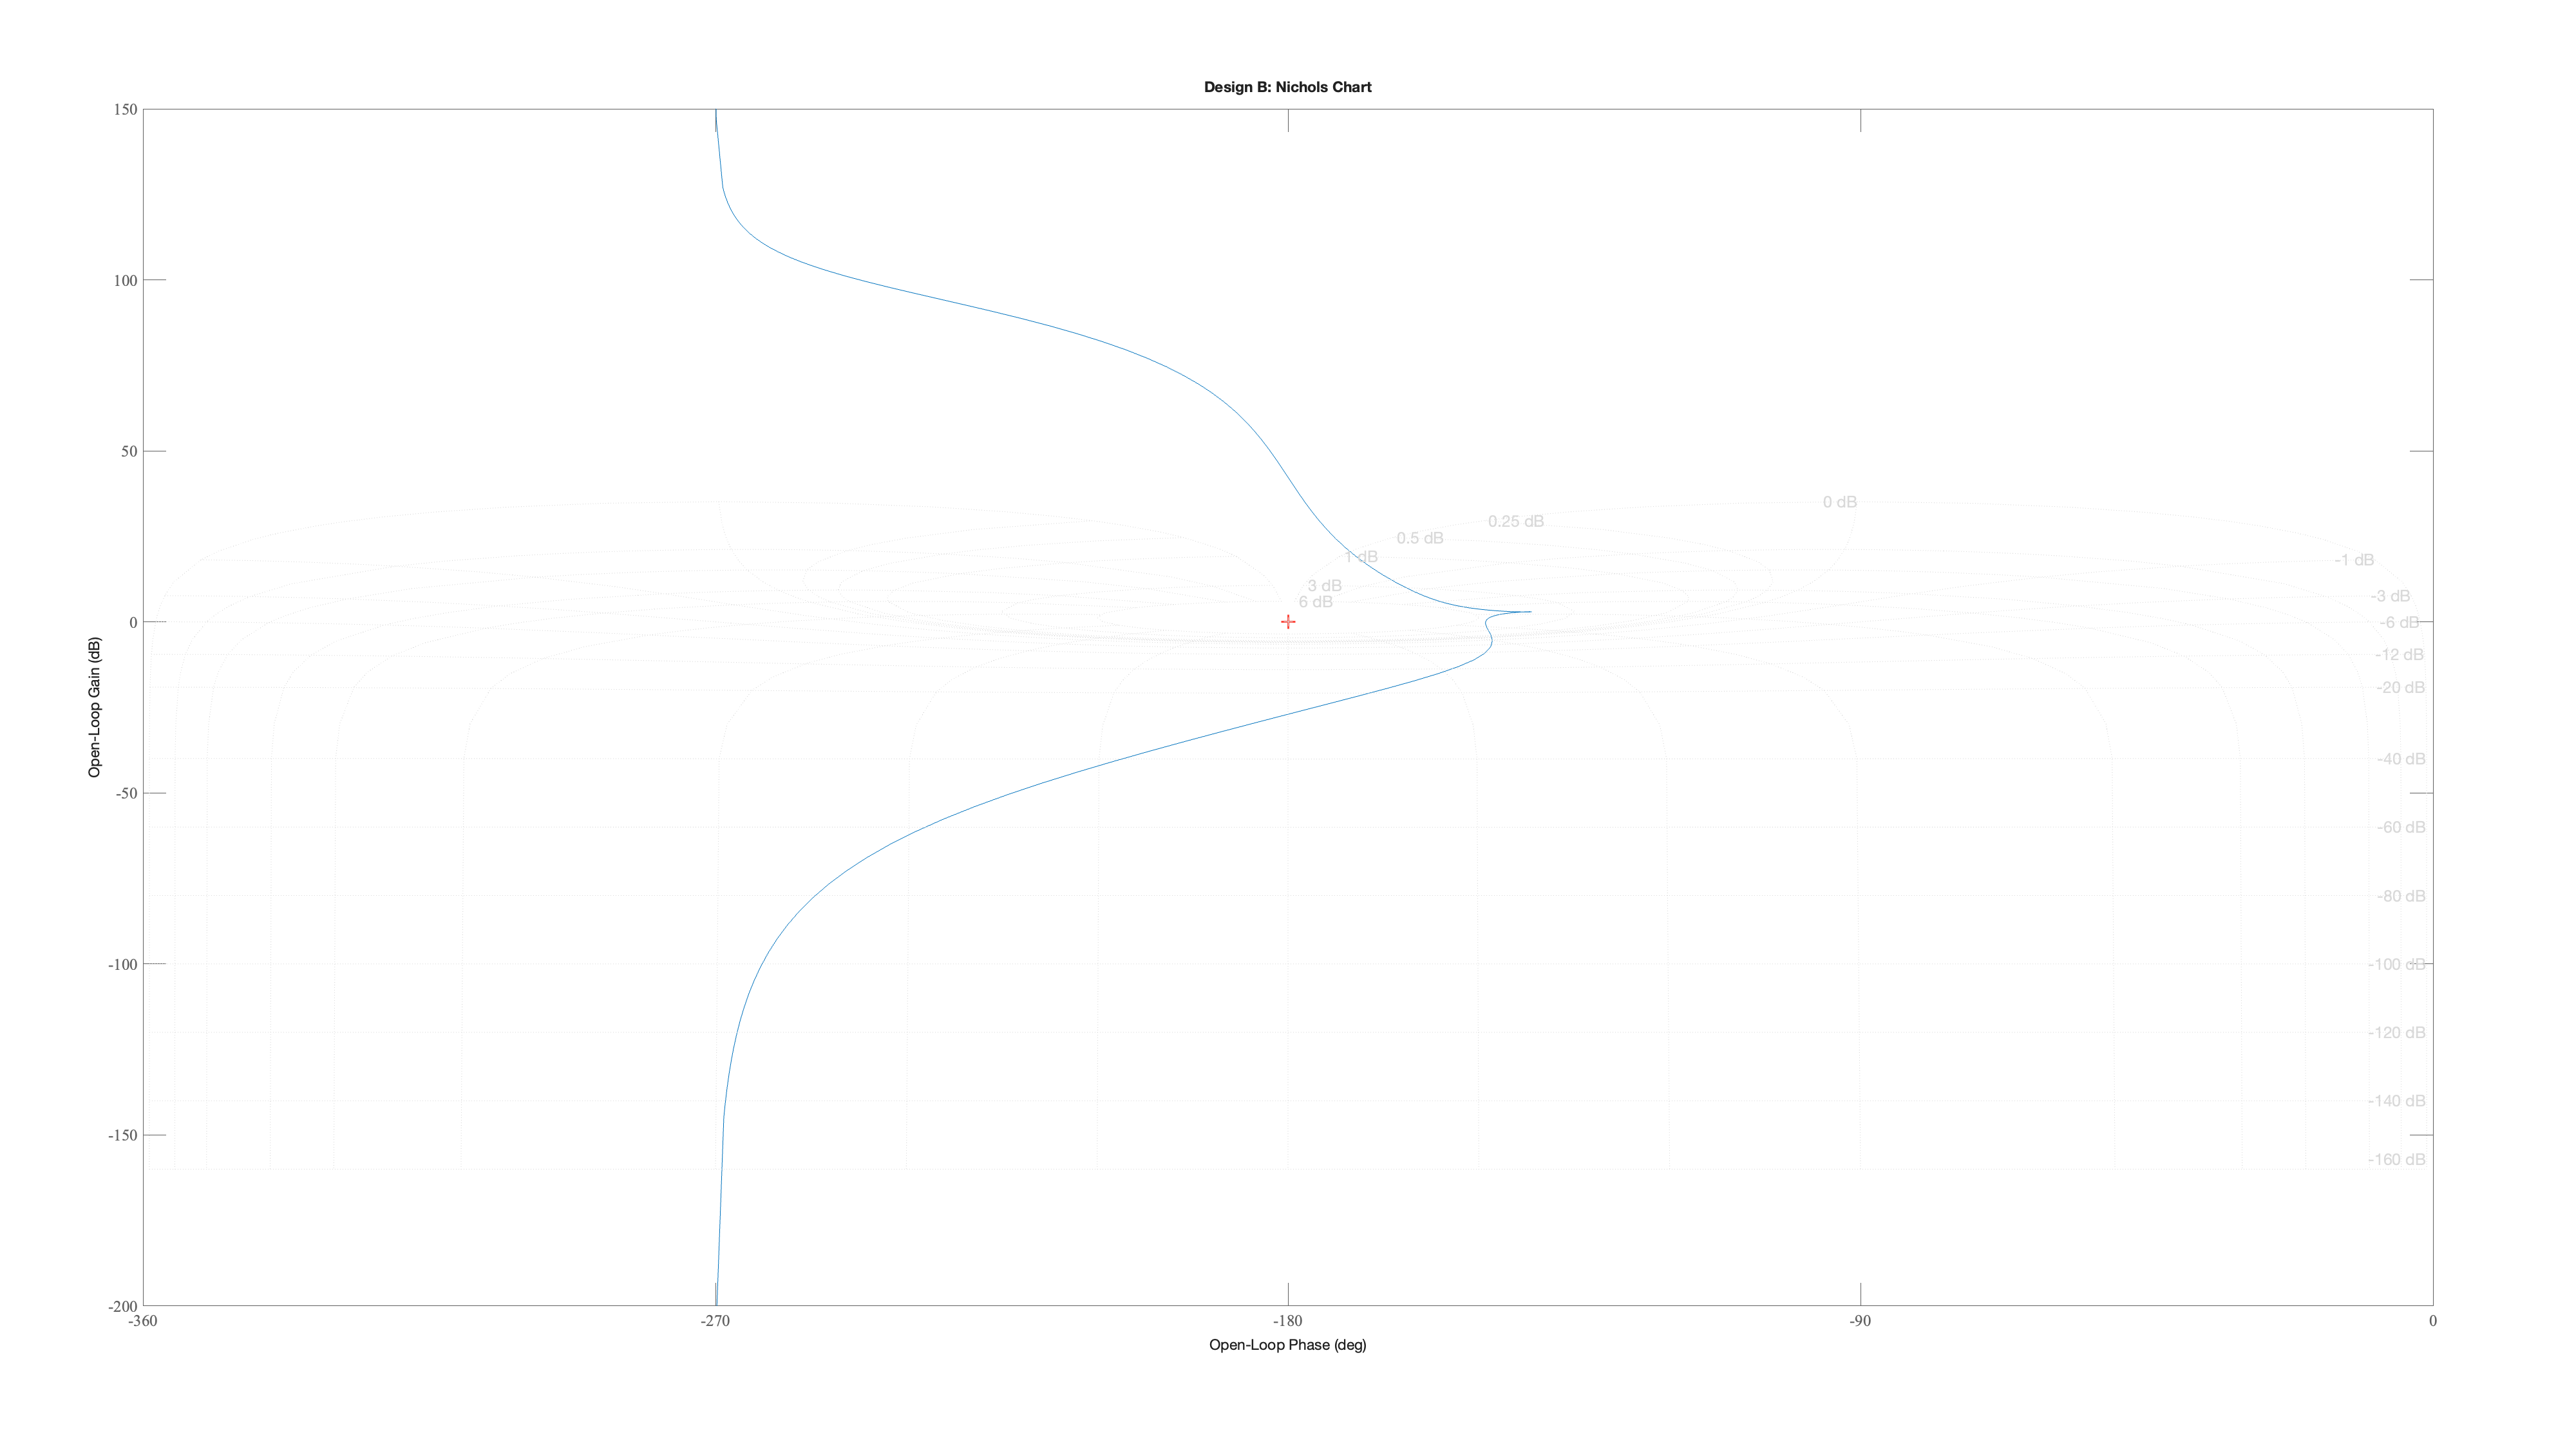 Design B: Nichols Chart
150
100
50
0
-50
-100
-150
-200
Open-Loop Gain (dB)
0 dB
0.25 dB
0.5 dB
1 dB
3 dB
6 dB
-1 dB
-3 dB
-6 dB
-12 dB
-20 dB
-40 dB
-60 dB
-80 dB
-100 dB
-120 dB
-140 dB
-160 dB
-360 -270 -180 -90 0
Open-Loop Phase (deg)